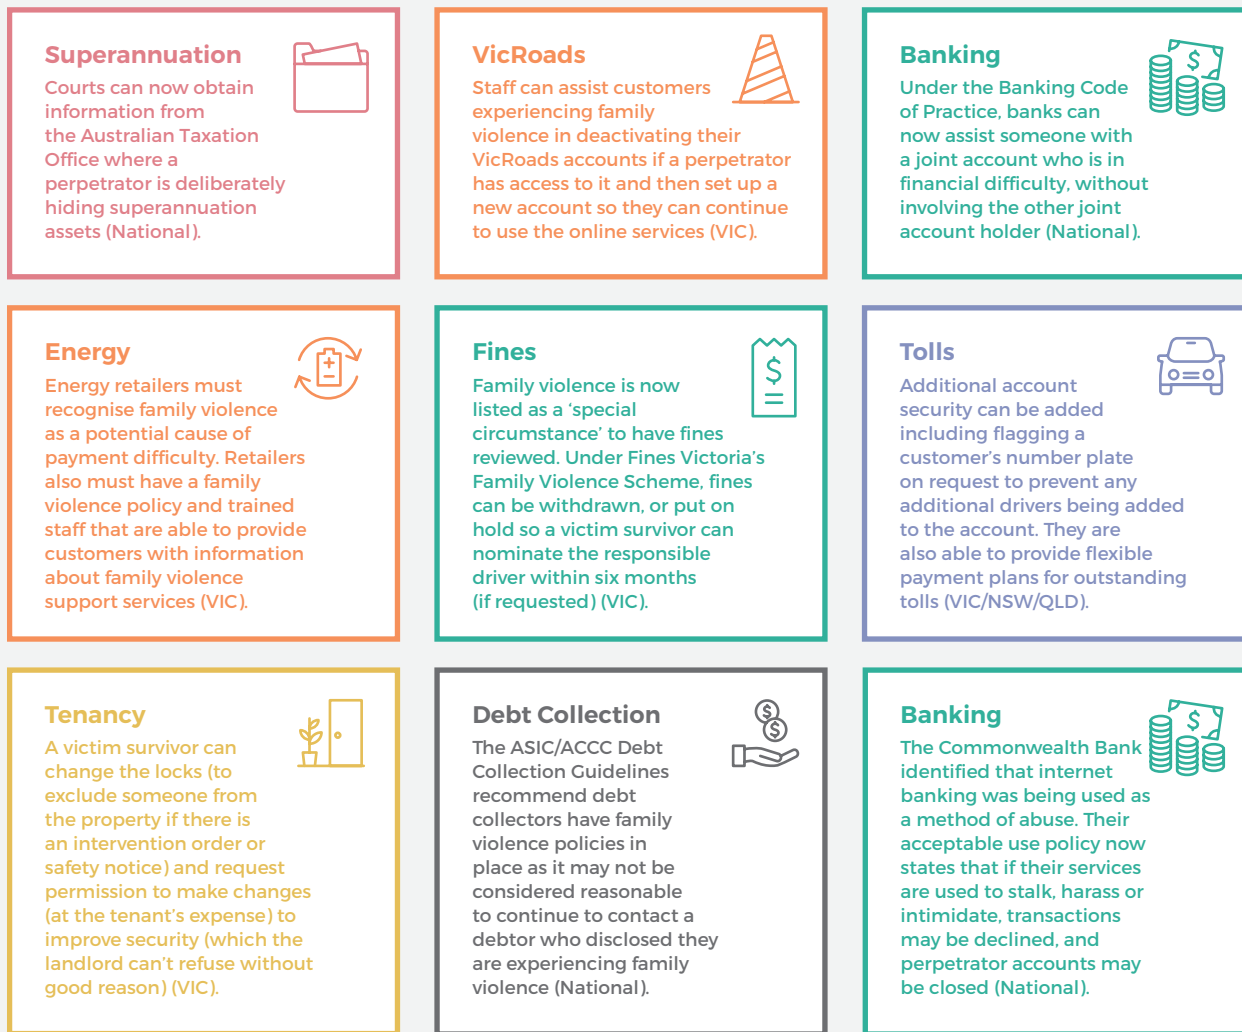 Superannuation
Courts can now obtain
information from
the Australian Taxation
Office where a
perpetrator is deliberately
hiding superannuation
assets (National).
VicRoads
Staff can assist customers
experiencing family
violence in deactivating their
VicRoads accounts if a perpetrator
has access to it and then set up a
new account so they can continue
to use the online services (VIC).
Banking
Under the Banking Code
of Practice, banks can
now assist someone with
a joint account who is in
financial difficulty, without
involving the other joint
account holder (National).
$
Energy
Energy retailers must
recognise family violence
as a potential cause of
payment difficulty. Retailers
also must have a family
violence policy and trained
staff that are able to provide
customers with information
about family violence
support services (VIC).
Fines
Family violence is now
listed as a ‘special
circumstance’ to have fines
reviewed. Under Fines Victoria’s
Family Violence Scheme, fines
can be withdrawn, or put on
hold so a victim survivor can
nominate the responsible
driver within six months
(if requested) (VIC).
$
Tolls
Additional account
security can be added
including flagging a
customer’s number plate
on request to prevent any
additional drivers being added
to the account. They are
also able to provide flexible
payment plans for outstanding
tolls (VIC/NSW/QLD).
Tenancy
A victim survivor can
change the locks (to
exclude someone from
the property if there is
an intervention order or
safety notice) and request
permission to make changes
(at the tenant’s expense) to
improve security (which the
landlord can’t refuse without
good reason) (VIC).
Debt Collection
The ASIC/ACCC Debt
Collection Guidelines
recommend debt
collectors have family
violence policies in
place as it may not be
considered reasonable
to continue to contact a
debtor who disclosed they
are experiencing family
violence (National).
$
$
Banking
The Commonwealth Bank
identified that internet
banking was being used as
a method of abuse. Their
acceptable use policy now
states that if their services
are used to stalk, harass or
intimidate, transactions
may be declined, and
perpetrator accounts may
be closed (National).
$